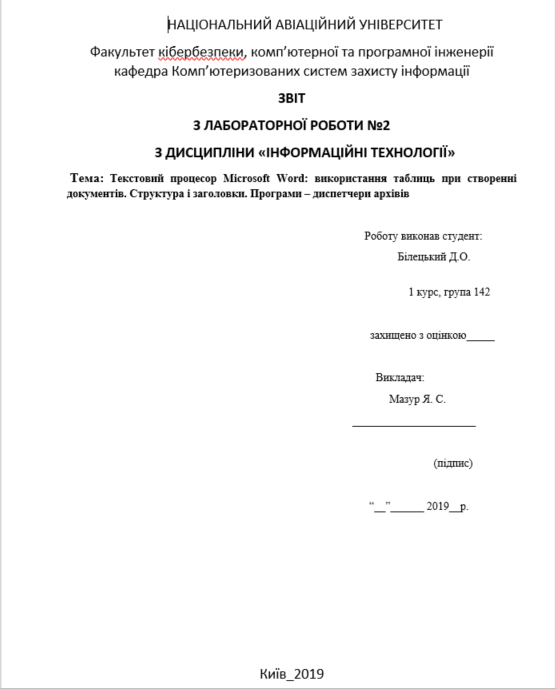 НАЦІОНАЛЬНИЙ АВІАЦІЙНИЙ УНІВЕРСИТЕТ
Факультет кібербезпеки, комп’ютерної та програмної інженерії
кафедра Комп’ютеризованих систем захисту інформації
ЗВІТ
З ЛАБОРАТОРНОЇ РОБОТИ №2
З ДИСЦИПЛІНИ «ІНФОРМАЦІЙНІ ТЕХНОЛОГІЇ»
Тема: Текстовий процесор Microsoft Word: використання таблиць при створенні
документів. Структура і заголовки. Програми – диспетчери архівів
Роботу виконав студент:
Білецький Д.О.
1 курс, група 142
захищено з оцінкою_____
Викладач:
Мазур Я. С.
______________________
(підпис)
“__”______ 2019__р.
Київ_2019